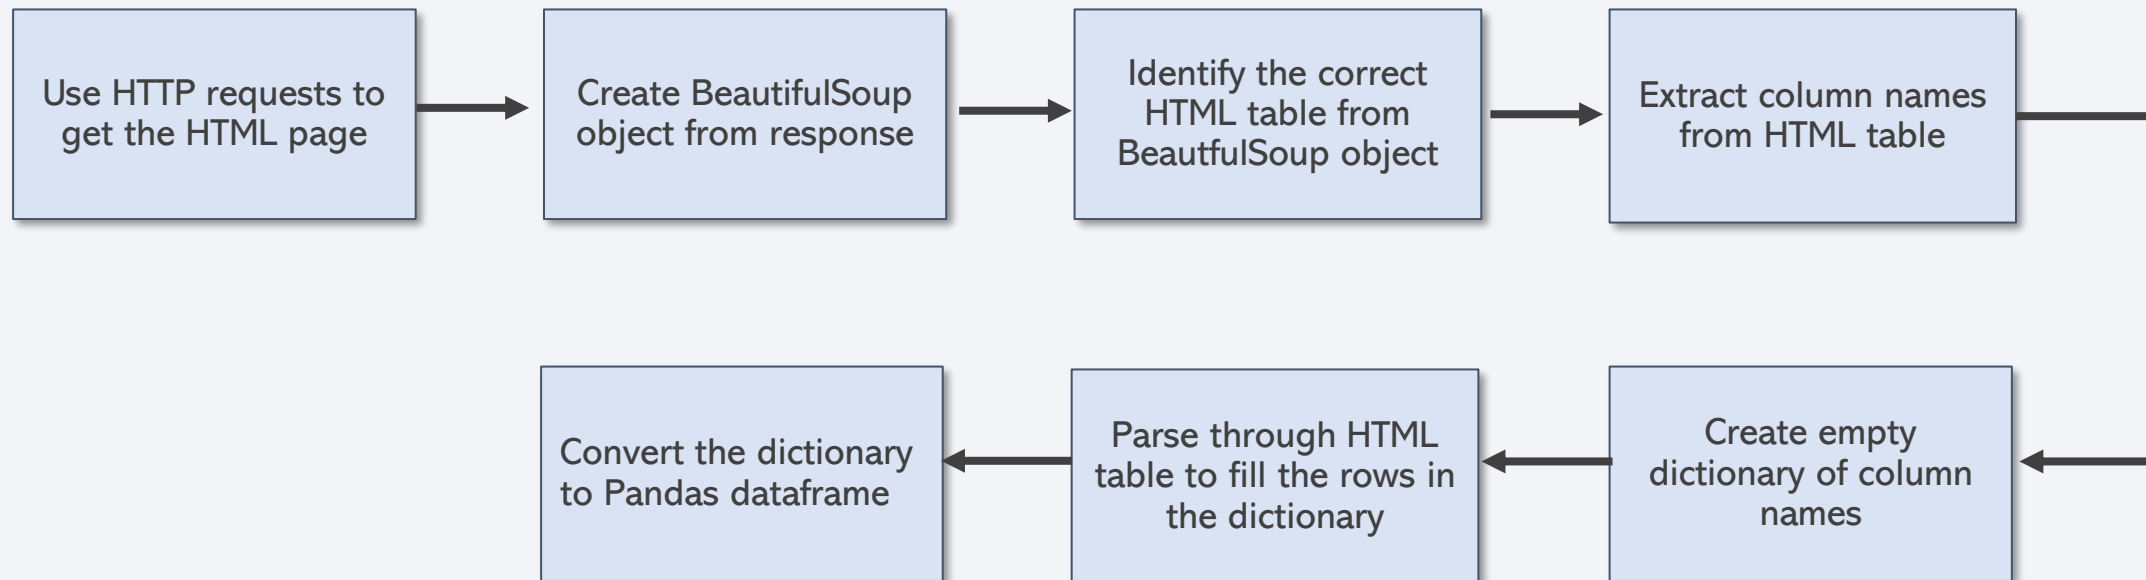 Use HTTP requests to
get the HTML page
Create BeautifulSoup
object from response
Identify the correct
HTML table from
BeautfulSoup object
Extract column names
from HTML table
Create empty
dictionary of column
names
Parse through HTML
table to fill the rows in
the dictionary
Convert the dictionary
to Pandas dataframe